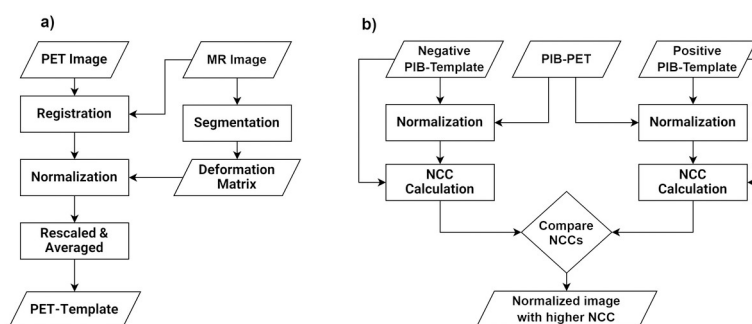 a)
PET Image
MR Image
Registration
Segmentation
Normalization
Deformation
Matrix
Rescaled &
Averaged
PET-Template
b)
Negative
PIB-Template
PIB-PET
Positive
PIB-Template
Normalization
Normalization
NCC
Calculation
NCC
Calculation
Compare
NCCs
Normalized image
with higher NCC